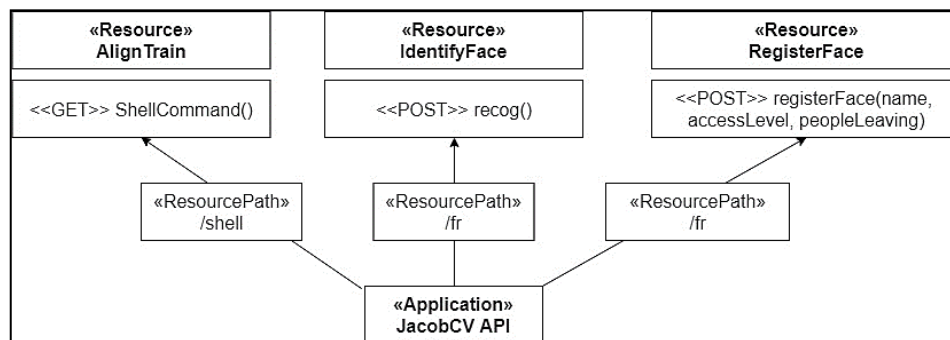 «Resource»
AlignTrain
«Resource»
IdentifyFace
«Resource»
RegisterFace
<<GET>> ShellCommand()
<<POST>> recog()
<<POST>> registerFace(name,
accessLevel, peopleLeaving)
«ResourcePath»
/shell
«ResourcePath»
/fr
«ResourcePath»
/fr
«Application»
JacobCV API